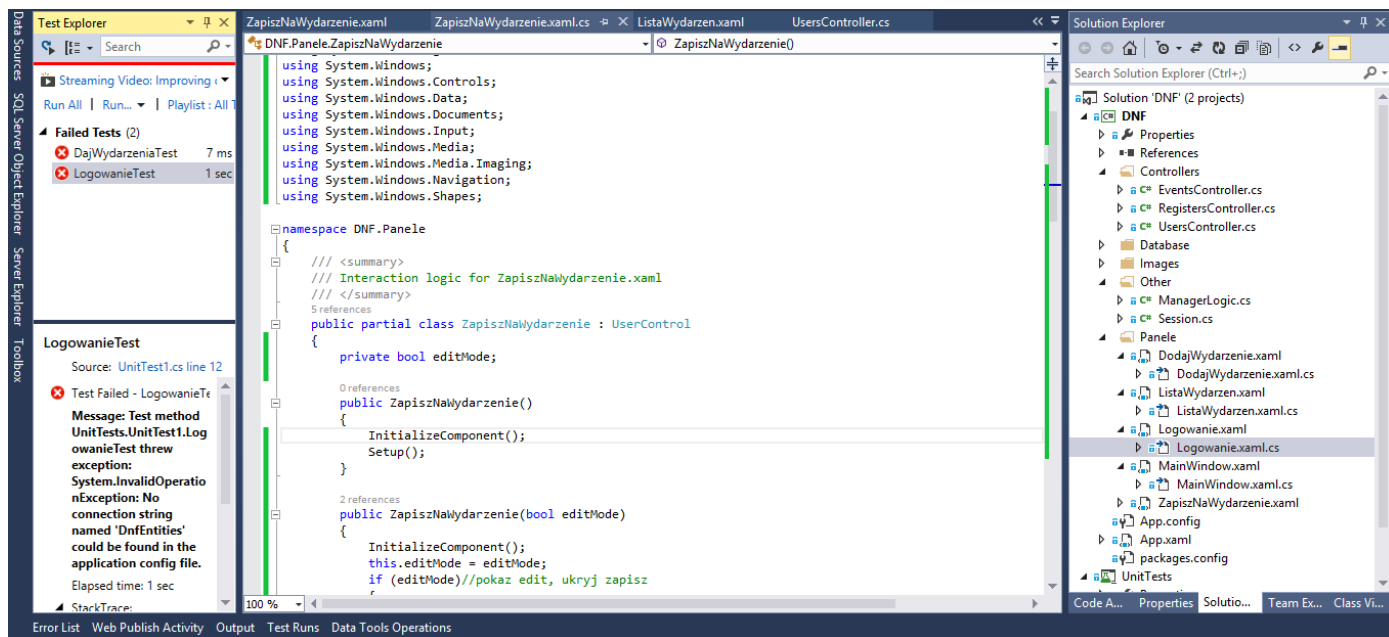 Data Sources
SQL Server Object Explorer
Server Explorer
Toolbox
Test Explorer
Search
Streaming Video: Improving
Run All | Run... | Playlist : All T
Failed Tests (2)
DajWydarzeniaTest 7 ms
LogowanieTest 1 sec
LogowanieTest
Source: UnitTest1.cs line 12
Test Failed - LogowanieTe
Message: Test method
UnitTests.UnitTest1.Log
owanieTest threw
exception:
System.InvalidOperatio
nException: No
connection string
named 'DnfEntities'
could be found in the
application config file.
Elapsed time: 1 sec
StackTrace:
ZapiszNaWydarzenie.xaml ZapiszNaWydarzenie.xaml.cs ListaWydarzen.xaml UsersController.cs
DNF.Panele.ZapiszNaWydarzenie ZapiszNaWydarzenie()
using System.Windows;
using System.Windows.Controls;
using System.Windows.Data;
using System.Windows.Documents;
using System.Windows.Input;
using System.Windows.Media;
using System.Windows.Media.Imaging;
using System.Windows.Navigation;
using System.Windows.Shapes;
namespace DNF.Panele
{
/// <summary>
/// Interaction logic for ZapiszNaWydarzenie.xaml
/// </summary>
5 references
public partial class ZapiszNaWydarzenie : UserControl
{
private bool editMode;
0 references
public ZapiszNaWydarzenie()
{
InitializeComponent();
Setup();
}
2 references
public ZapiszNaWydarzenie(bool editMode)
{
InitializeComponent();
this.editMode = editMode;
if (editMode)//pokaz edit, ukryj zapisz
100 %
Solution Explorer
Search Solution Explorer (Ctrl+;)
Solution 'DNF' (2 projects)
C# DNF
Properties
References
Controllers
C# EventsController.cs
C# RegistersController.cs
C# UsersController.cs
Database
Images
Other
C# ManagerLogic.cs
C# Session.cs
Panele
DodajWydarzenie.xaml
DodajWydarzenie.xaml.cs
ListaWydarzen.xaml
ListaWydarzen.xaml.cs
Logowanie.xaml
Logowanie.xaml.cs
MainWindow.xaml
MainWindow.xaml.cs
ZapiszNaWydarzenie.xaml
App.config
App.xaml
packages.config
UnitTests
Code A... Properties Solutio... Team Ex... Class Vi...
Error List Web Publish Activity Output Test Runs Data Tools Operations